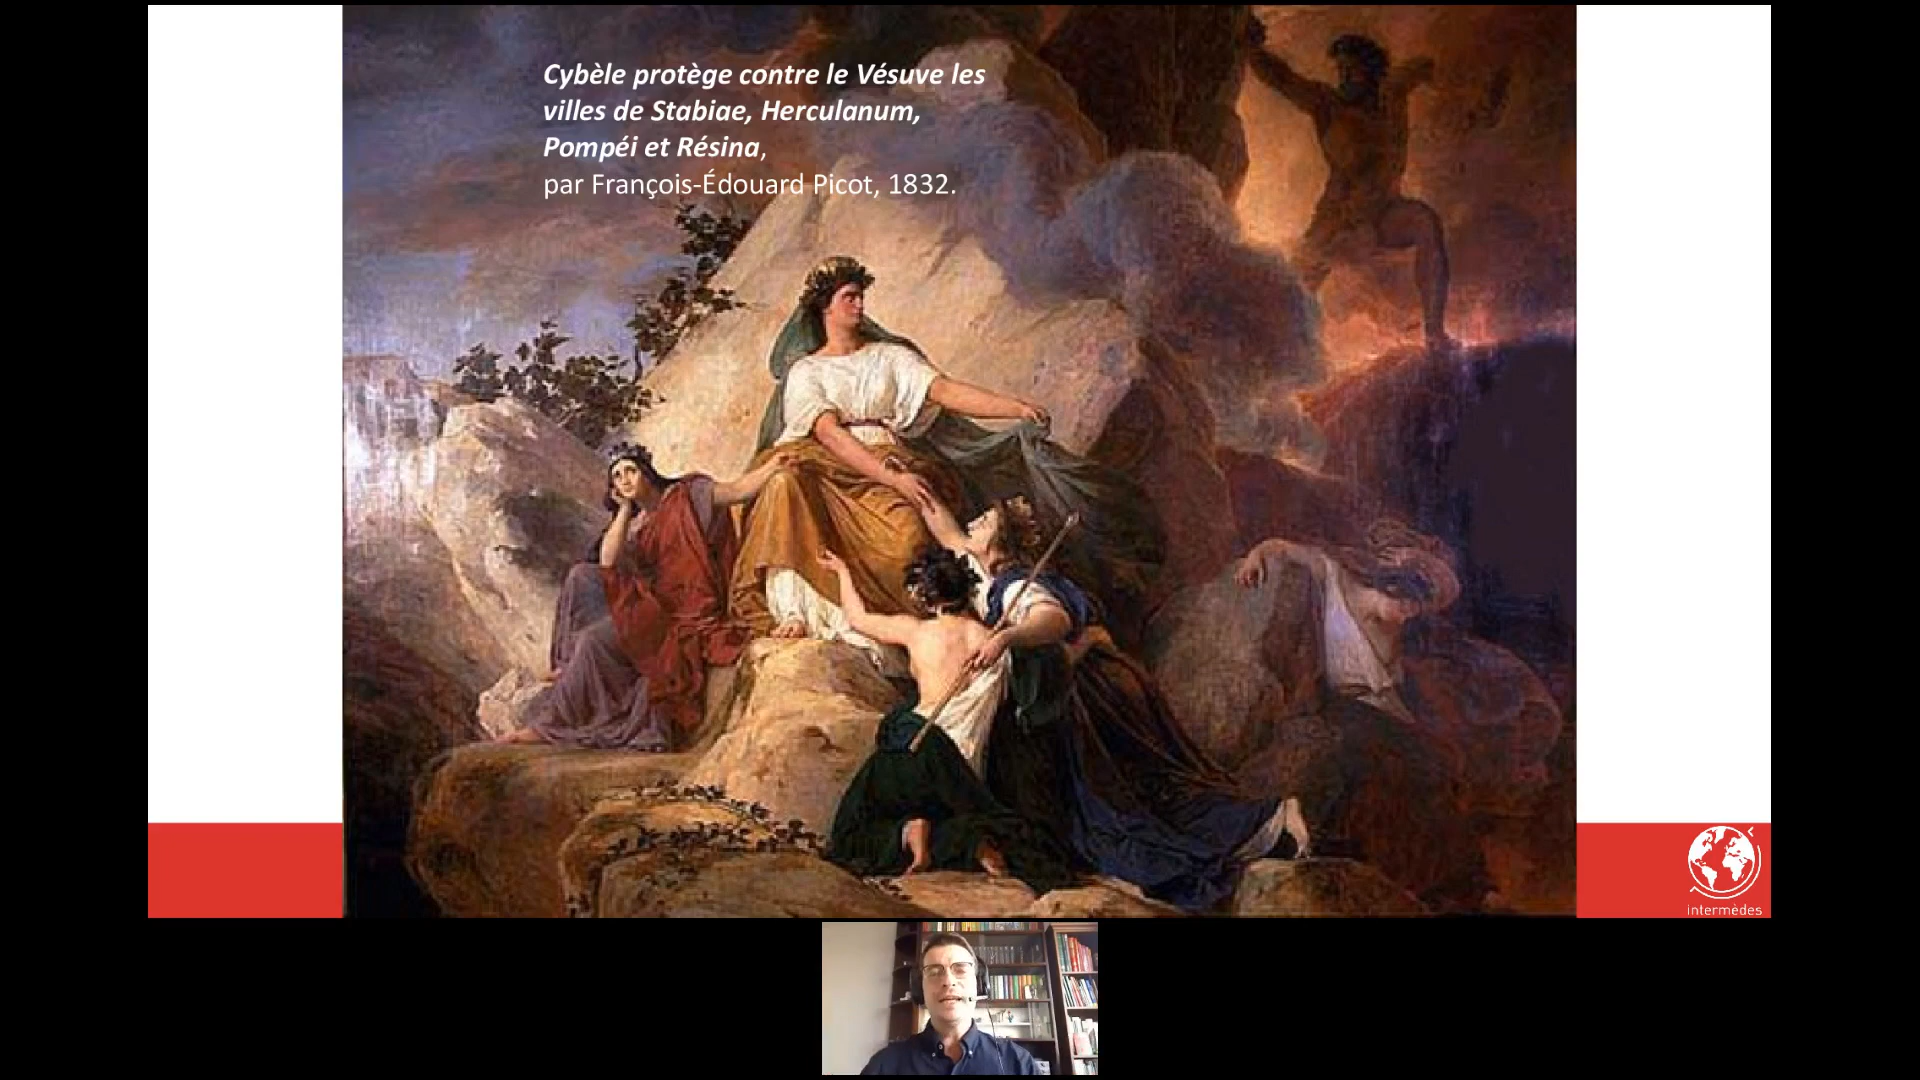 Cybèle protège contre le Vésuve les
villes de Stabiae, Herculanum,
Pompéi et Résina,
par François-Édouard Picot, 1832.
intermèdes